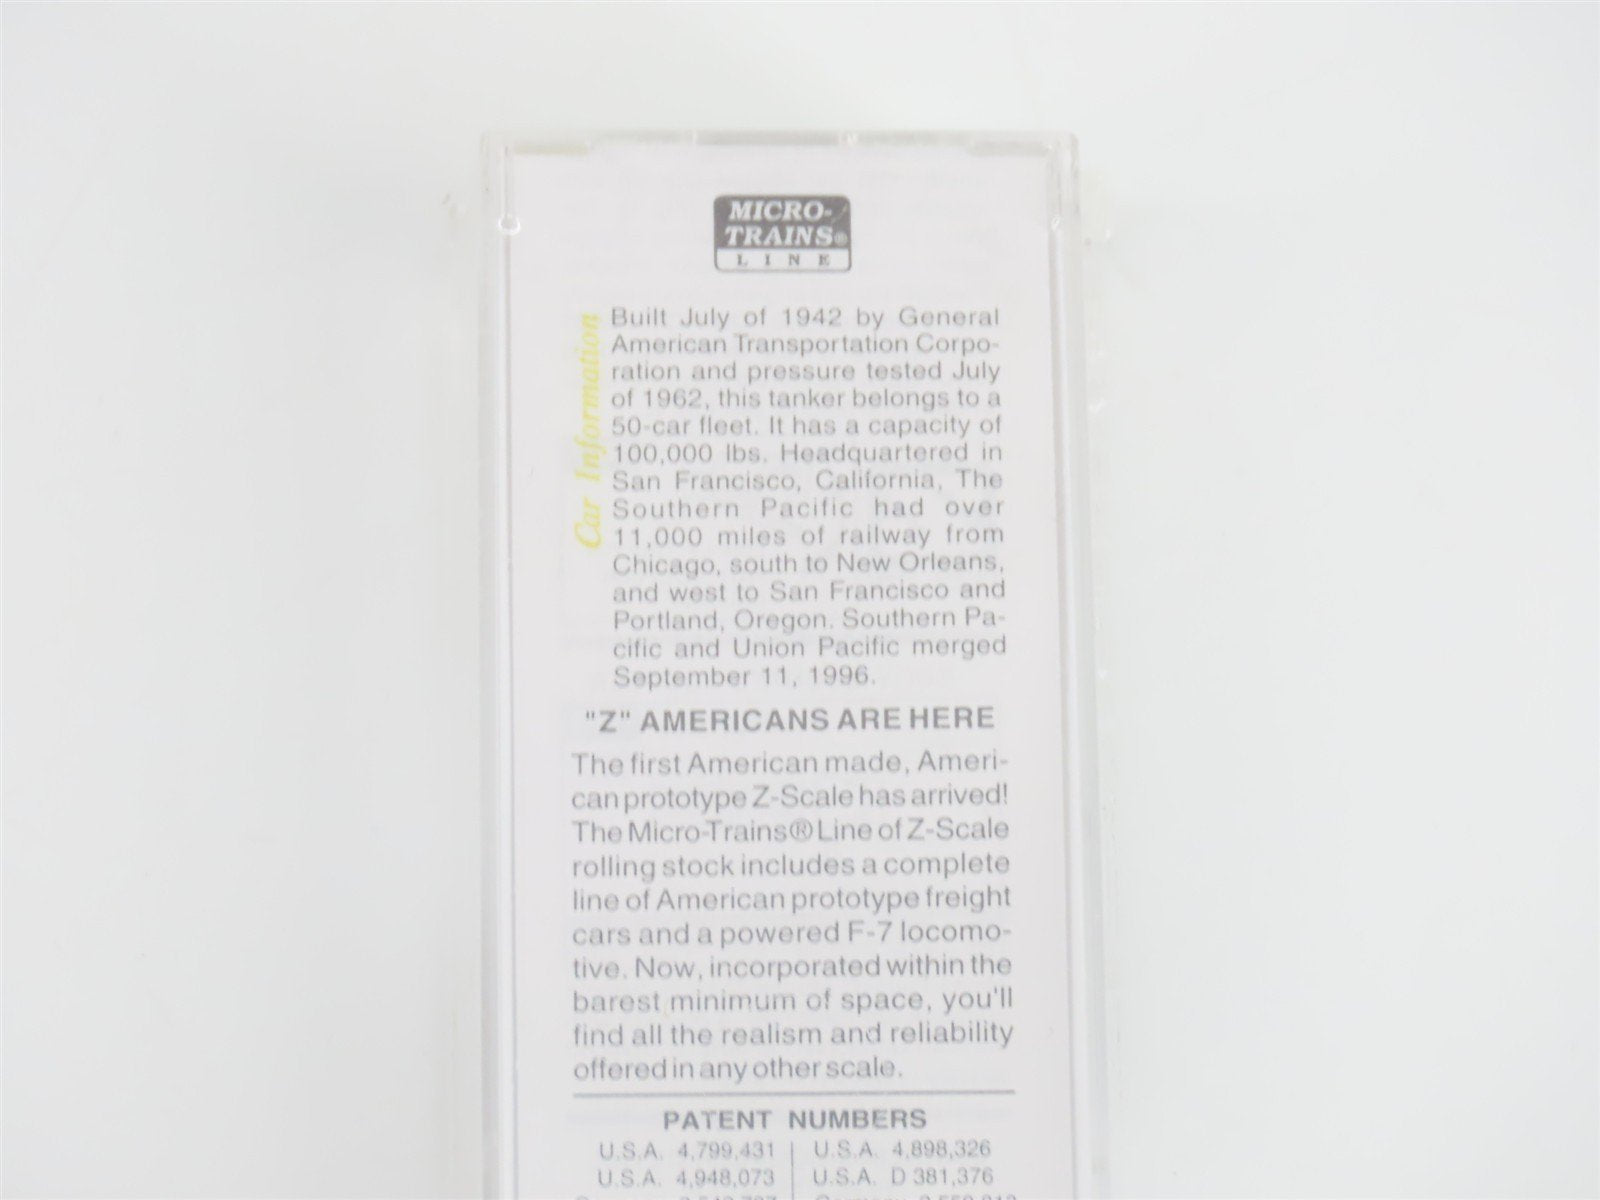 MICRO-
TRAINS®
LINE
Car Information
Built July of 1942 by General
American Transportation Corpo-
ration and pressure tested July
of 1962, this tanker belongs to a
50-car fleet. It has a capacity of
100,000 lbs. Headquartered in
San Francisco, California, The
Southern Pacific had over
11,000 miles of railway from
Chicago, south to New Orleans,
and west to San Francisco and
Portland, Oregon. Southern Pa-
cific and Union Pacific merged
September 11, 1996.
"Z" AMERICANS ARE HERE
The first American made, Ameri-
can prototype Z-Scale has arrived!
The Micro-Trains® Line of Z-Scale
rolling stock includes a complete
line of American prototype freight
cars and a powered F-7 locomo-
tive. Now, incorporated within the
barest minimum of space, you'll
find all the realism and reliability
offered in any other scale.
PATENT NUMBERS
U.S.A. 4,799,431 | U.S.A. 4,898,326
U.S.A. 4,948,073 | U.S.A. D 381,376